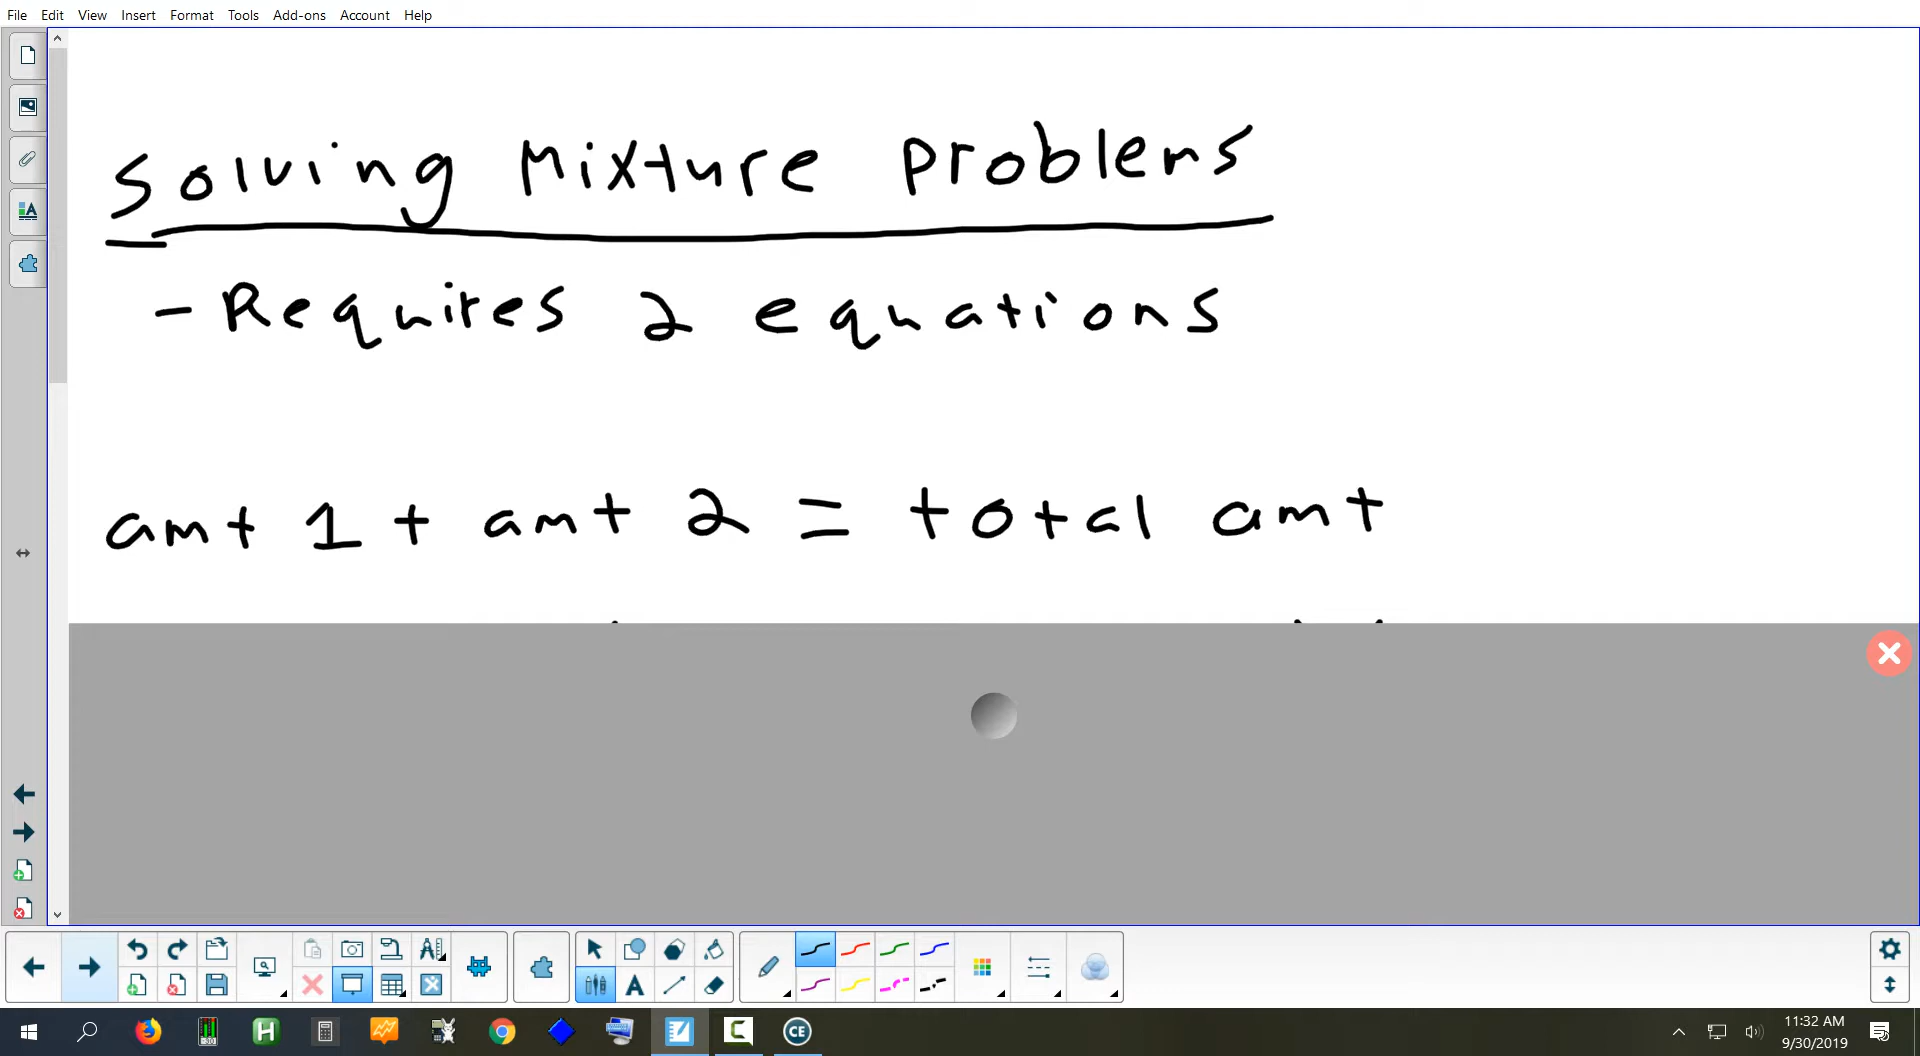 File Edit View Insert Format Tools Add-ons Account Help
Solving Mixture Problems
- Requires 2 equations
amt 1 + amt 2 = total amt
11:32 AM
9/30/2019